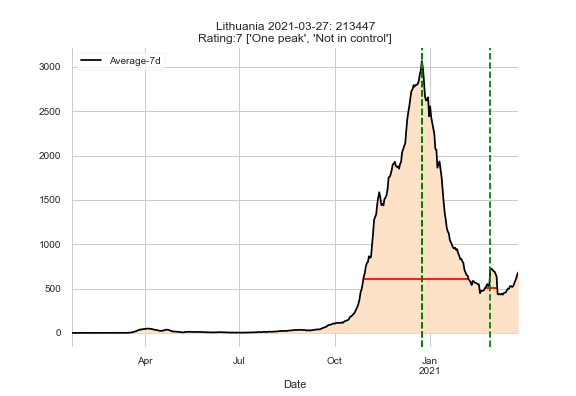 Lithuania 2021-03-27: 213447
Rating:7 ['One peak', 'Not in control']
Average-7d
3000
2500
2000
1500
1000
500
0
Apr
Jul
Oct
Jan
2021
Date